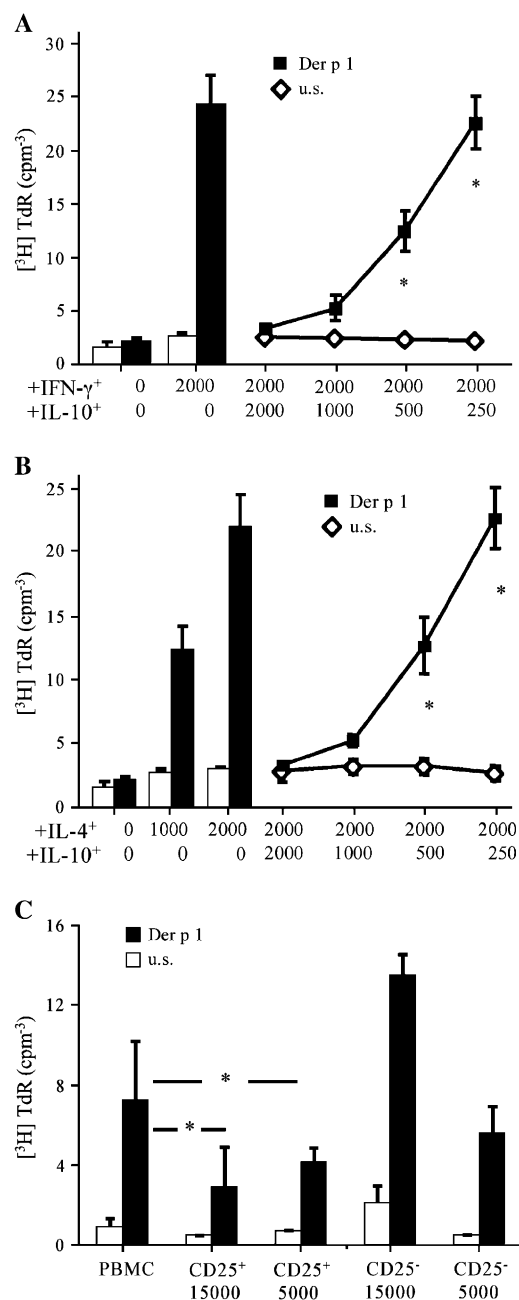 A
[³H] TdR (cpm⁻³)
30
25
20
15
10
5
0
Der p 1
u.s.
*
*
+IFN-γ⁺ 0 2000 2000 2000 2000 2000
+IL-10⁺ 0 0 2000 1000 500 250
B
[³H] TdR (cpm⁻³)
25
20
15
10
5
0
Der p 1
u.s.
*
*
+IL-4⁺ 0 1000 2000 2000 2000 2000 2000
+IL-10⁺ 0 0 0 2000 1000 500 250
C
[³H] TdR (cpm⁻³)
16
12
8
4
0
Der p 1
u.s.
*
*
PBMC CD25⁺ CD25⁺ CD25⁻ CD25⁻
15000 5000 15000 5000